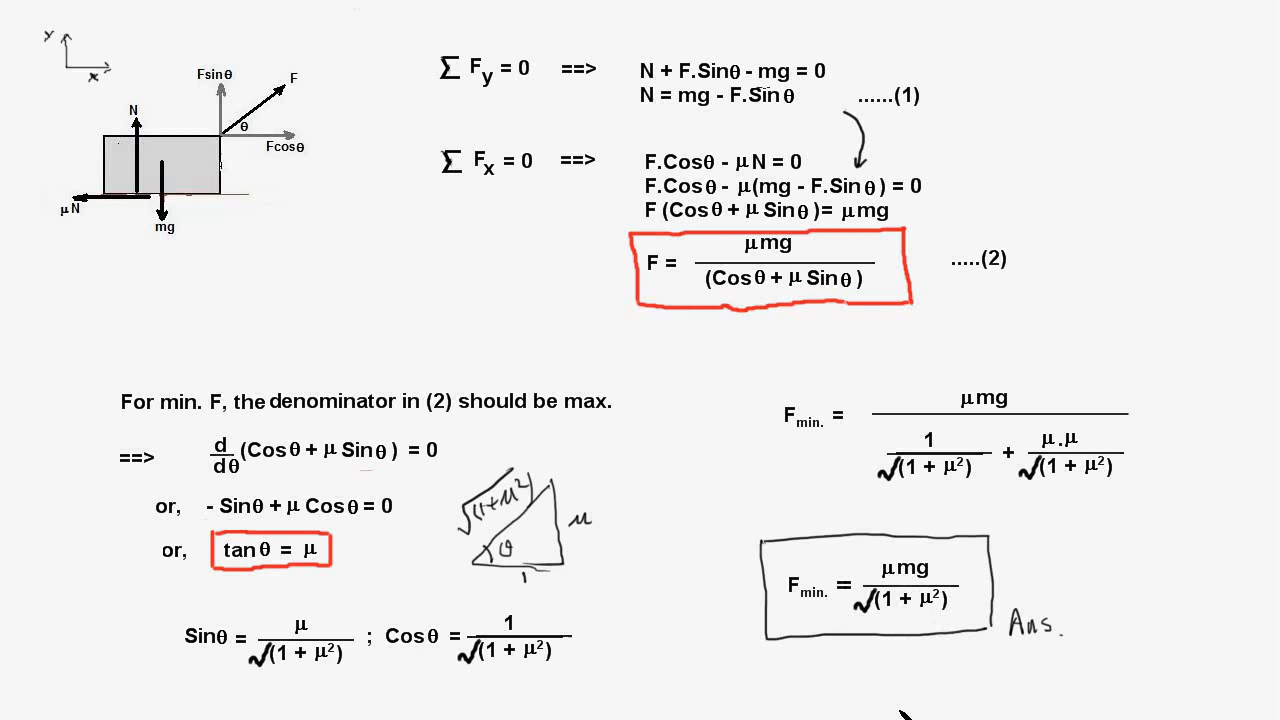 Y
x
Fsinθ
F
N
θ
Fcosθ
μN
mg
∑ Fy = 0 ==> N + F.Sinθ - mg = 0
N = mg - F.Sinθ ......(1)
∑ Fx = 0 ==> F.Cosθ - μN = 0
F.Cosθ - μ(mg - F.Sinθ) = 0
F (Cosθ + μ Sinθ) = μmg
F = μmg / (Cosθ + μ Sinθ) .....(2)
For min. F, the denominator in (2) should be max.
==> d/dθ (Cosθ + μ Sinθ) = 0
or, - Sinθ + μ Cosθ = 0
or, tanθ = μ
√(1+μ²)
μ
θ
1
Sinθ = μ / √(1 + μ²) ; Cosθ = 1 / √(1 + μ²)
Fmin. = μmg / (1 / √(1 + μ²) + μ.μ / √(1 + μ²))
Fmin. = μmg / √(1 + μ²)
Ans.